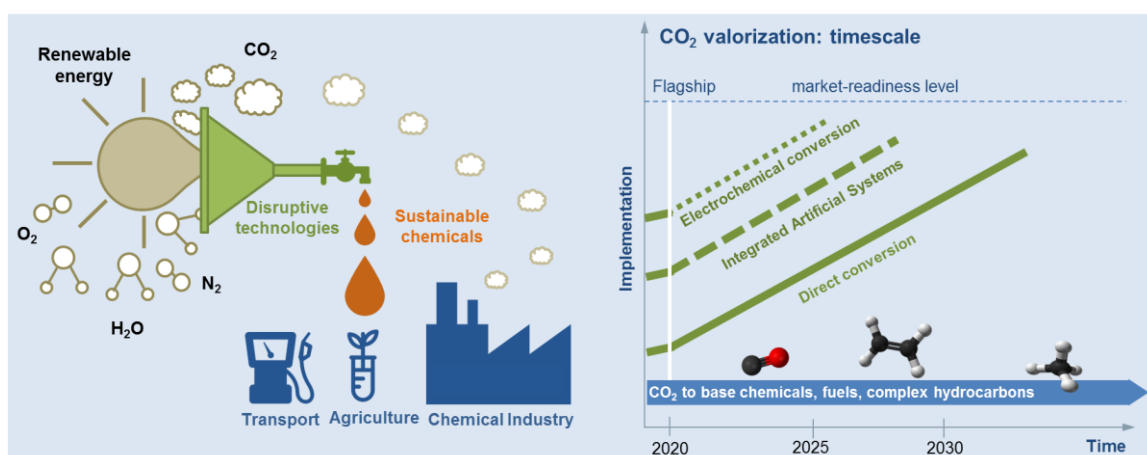 Renewable
energy
CO₂
O₂
H₂O
N₂
Disruptive
technologies
Sustainable
chemicals
Transport
Agriculture
Chemical Industry
CO₂ valorization: timescale
Flagship
market-readiness level
Implementation
Electrochemical conversion
Integrated Artificial Systems
Direct conversion
CO₂ to base chemicals, fuels, complex hydrocarbons
2020
2025
2030
Time